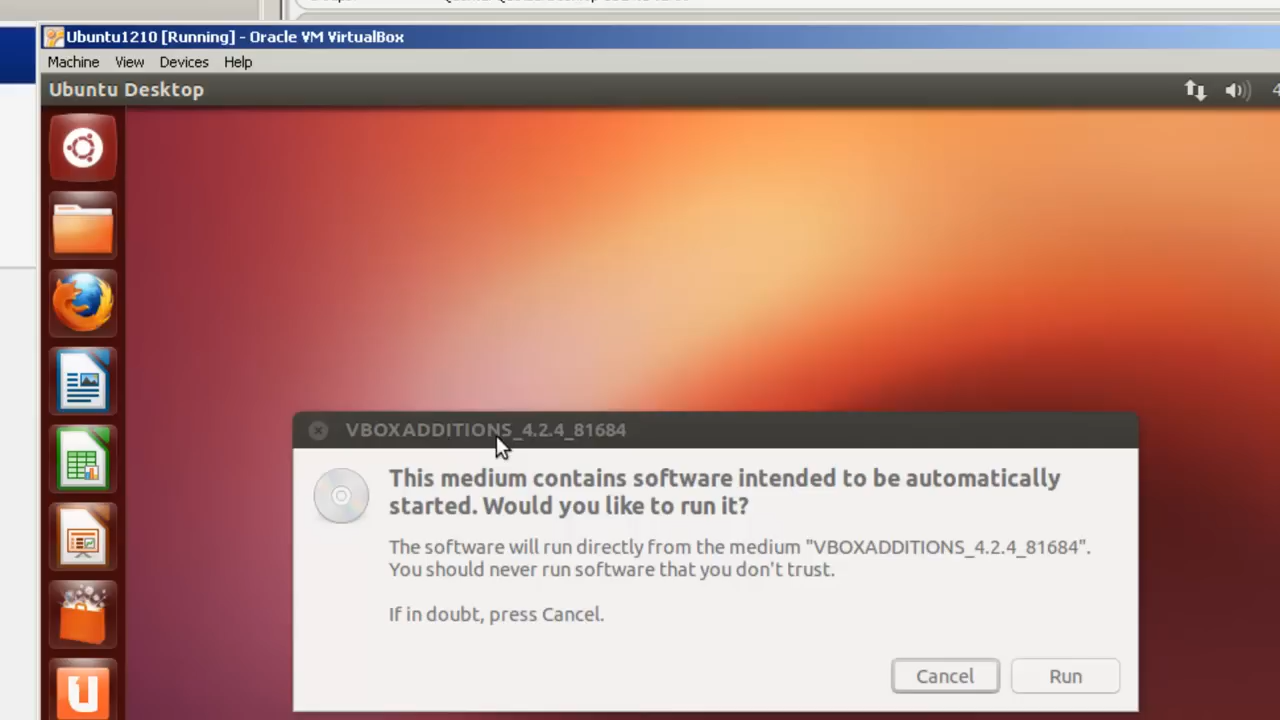 Ubuntu1210 [Running] - Oracle VM VirtualBox
Machine View Devices Help
Ubuntu Desktop
VBOXADDITIONS_4.2.4_81684
This medium contains software intended to be automatically
started. Would you like to run it?
The software will run directly from the medium "VBOXADDITIONS_4.2.4_81684".
You should never run software that you don't trust.
If in doubt, press Cancel.
Cancel Run